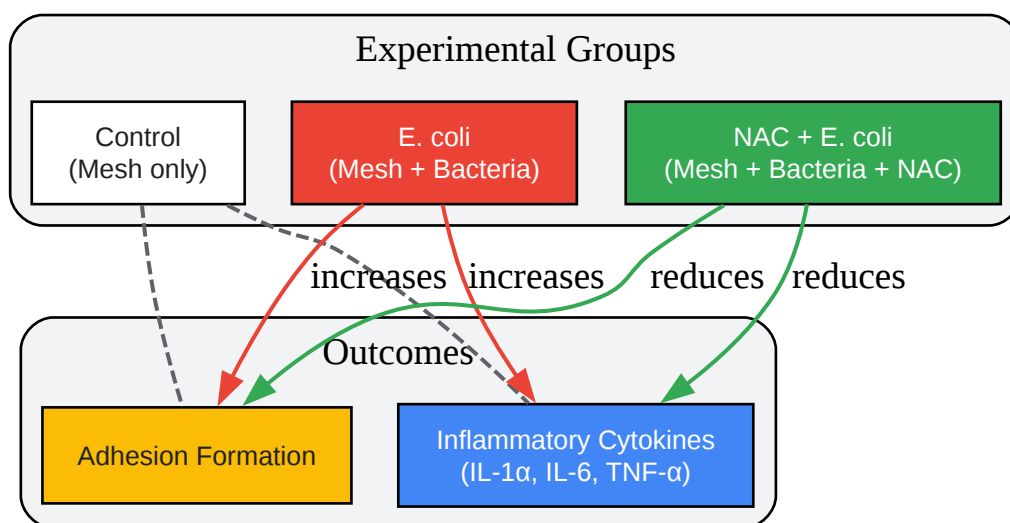 Experimental Groups
Control
(Mesh only)
E. coli
(Mesh + Bacteria)
NAC + E. coli
(Mesh + Bacteria + NAC)
increases
increases
reduces
reduces
Outcomes
Adhesion Formation
Inflammatory Cytokines
(IL-1α, IL-6, TNF-α)